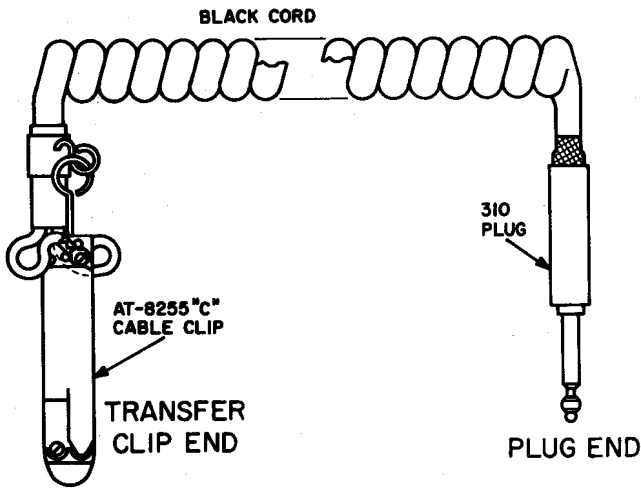 BLACK CORD
310
PLUG
AT-8255"C"
CABLE CLIP
TRANSFER
CLIP END
PLUG END